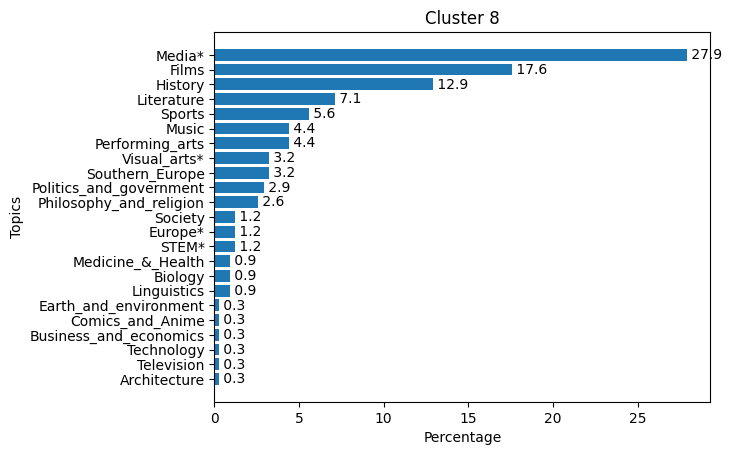 Cluster 8
Media* 27.9
Films 17.6
History 12.9
Literature 7.1
Sports 5.6
Music 4.4
Performing_arts 4.4
Visual_arts* 3.2
Southern_Europe 3.2
Politics_and_government 2.9
Philosophy_and_religion 2.6
Society 1.2
Europe* 1.2
STEM* 1.2
Medicine_&_Health 0.9
Biology 0.9
Linguistics 0.9
Earth_and_environment 0.3
Comics_and_Anime 0.3
Business_and_economics 0.3
Technology 0.3
Television 0.3
Architecture 0.3
Topics
0 5 10 15 20 25
Percentage